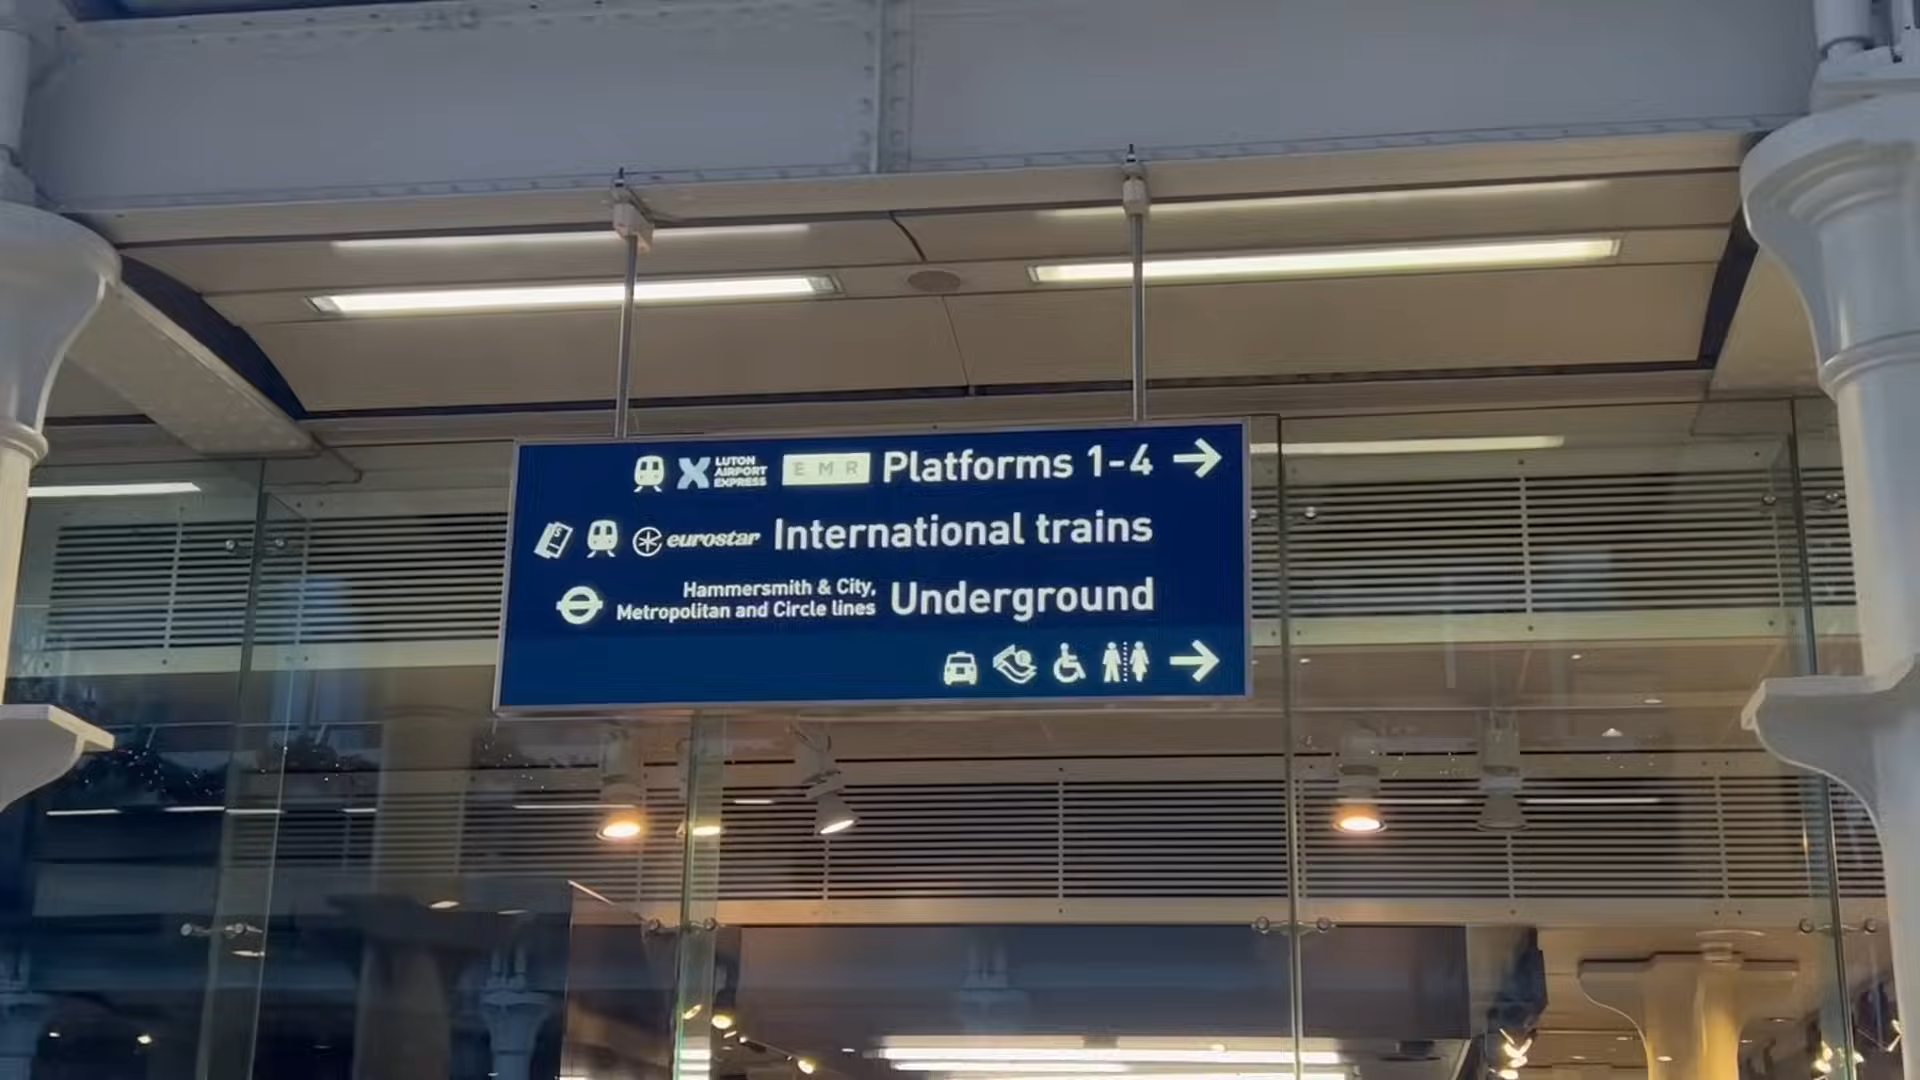 LUTON AIRPORT EXPRESS EMR Platforms 1-4 →
eurostar International trains
Hammersmith & City,
Metropolitan and Circle lines Underground
→